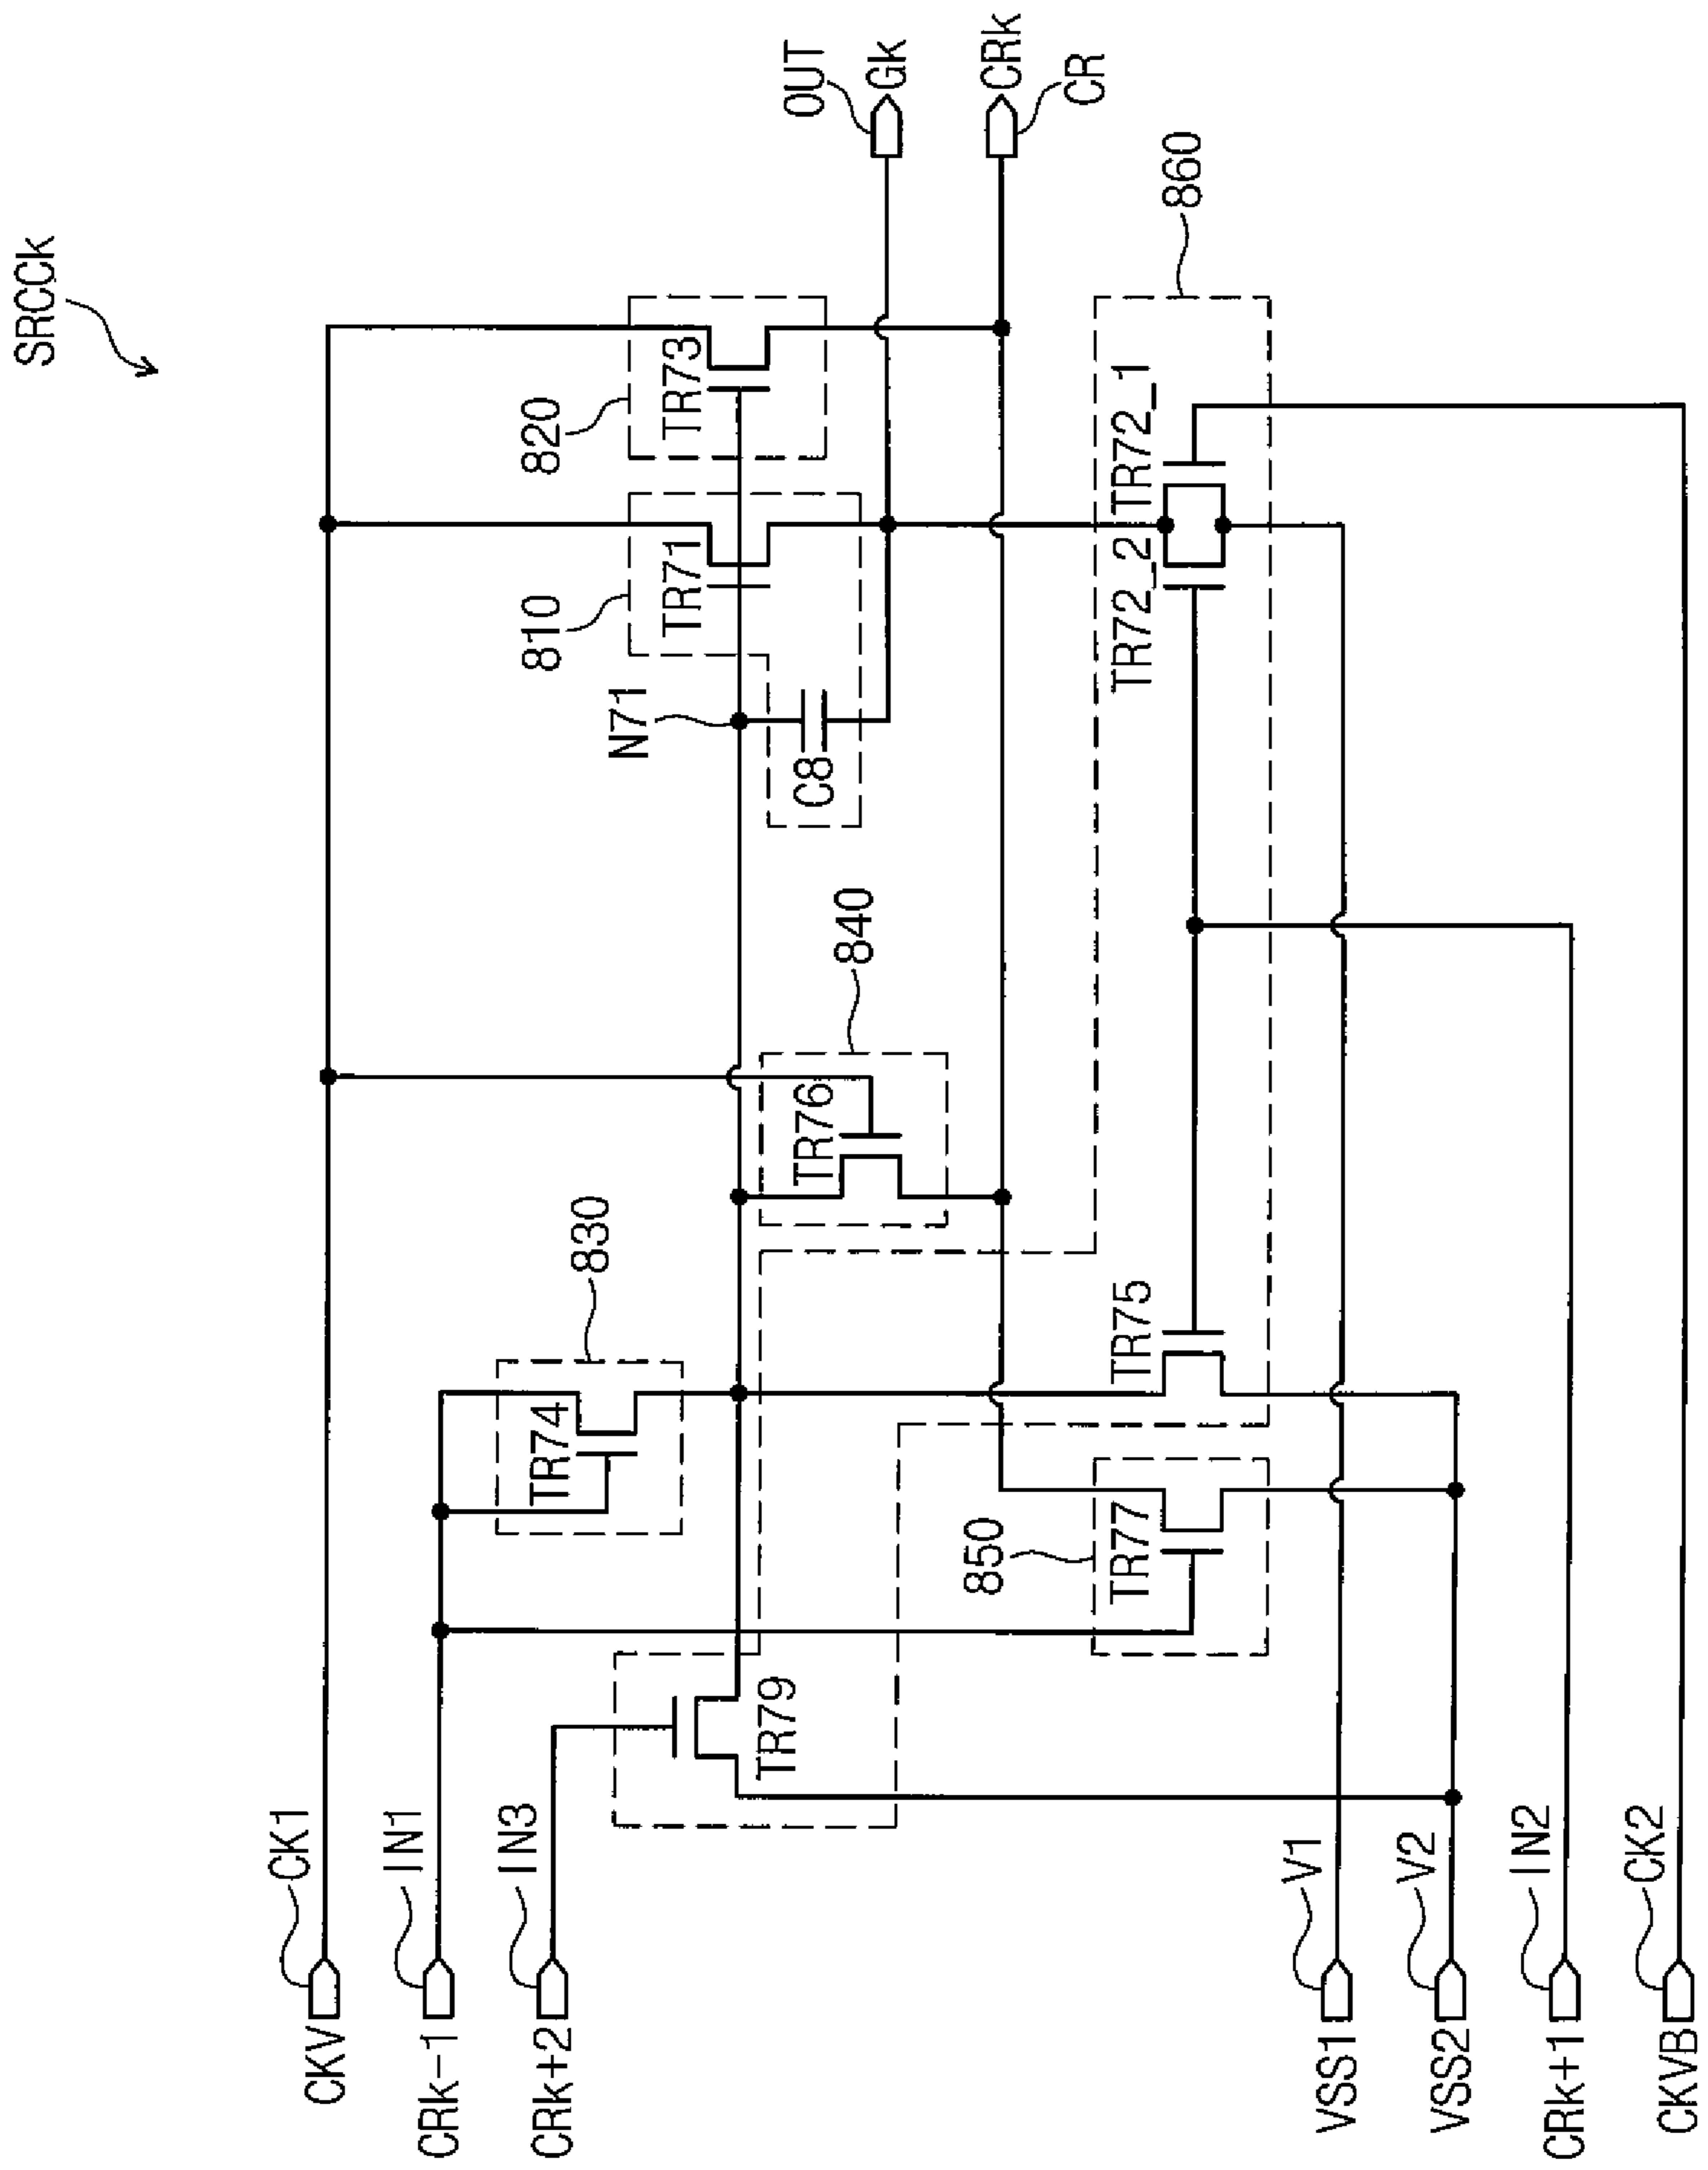 SRCCk
CKV
CK1
CRk-1
IN1
CRk+2
IN3
VSS1
V1
VSS2
V2
CRk+1
IN2
CKVB
CK2
830
TR74
TR79
850
TR77
TR75
840
TR76
N71
C8
810
TR71
820
TR73
TR72_2
TR72_1
860
OUT
Gk
CRk
CR